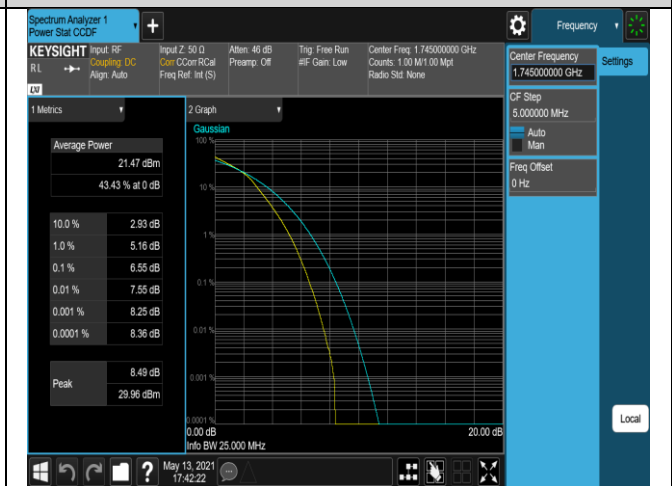 Spectrum Analyzer 1
Power Stat CCDF
Frequency
KEYSIGHT
RL
LXI
Input: RF
Coupling: DC
Align: Auto
Input Z: 50 Ω
Corr CCorr RCal
Freq Ref: Int (S)
Atten: 46 dB
Preamp: Off
Trig: Free Run
#IF Gain: Low
Center Freq: 1.745000000 GHz
Counts: 1.00 M/1.00 Mpt
Radio Std: None
Center Frequency
1.745000000 GHz
Settings
CF Step
5.000000 MHz
Auto
Man
Freq Offset
0 Hz
1 Metrics
Average Power
21.47 dBm
43.43 % at 0 dB
10.0 % 2.93 dB
1.0 % 5.16 dB
0.1 % 6.55 dB
0.01 % 7.55 dB
0.001 % 8.25 dB
0.0001 % 8.36 dB
Peak
8.49 dB
29.96 dBm
2 Graph
Gaussian
100 %
10 %
1 %
0.1 %
0.01 %
0.001 %
0.0001 %
0.00 dB 20.00 dB
Info BW 25.000 MHz
Local
?
May 13, 2021
17:42:22